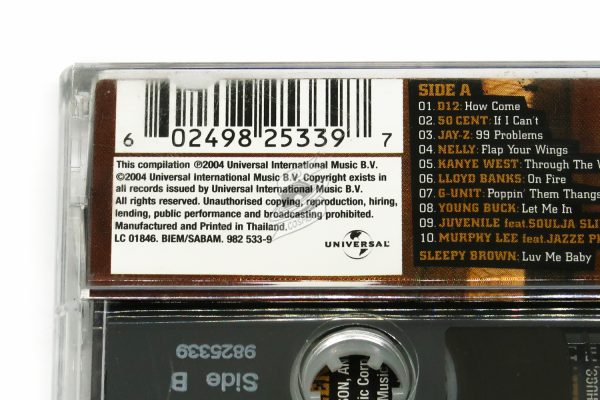 6 02498 25339 7
This compilation ℗2004 Universal International Music B.V.
©2004 Universal International Music B.V. Copyright exists in
all records issued by Universal International Music B.V.
All rights reserved. Unauthorised copying, reproduction, hiring,
lending, public performance and broadcasting prohibited.
Manufactured and Printed in Thailand.
LC 01846. BIEM/SABAM. 982 533-9
UNIVERSAL
SIDE A
01. D12: How Come
02. 50 CENT: If I Can't
03. JAY-Z: 99 Problems
04. NELLY: Flap Your Wings
05. KANYE WEST: Through The
06. LLOYD BANKS: On Fire
07. G-UNIT: Poppin' Them Thangs
08. YOUNG BUCK: Let Me In
09. JUVENILE feat. SOULJA SLI
10. MURPHY LEE feat. JAZZE
SLEEPY BROWN: Luv Me Baby
Side B
9825339